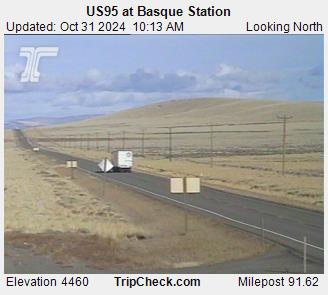 US95 at Basque Station
Updated: Oct 31 2024 10:13 AM Looking North
Elevation 4460 TripCheck.com Milepost 91.62